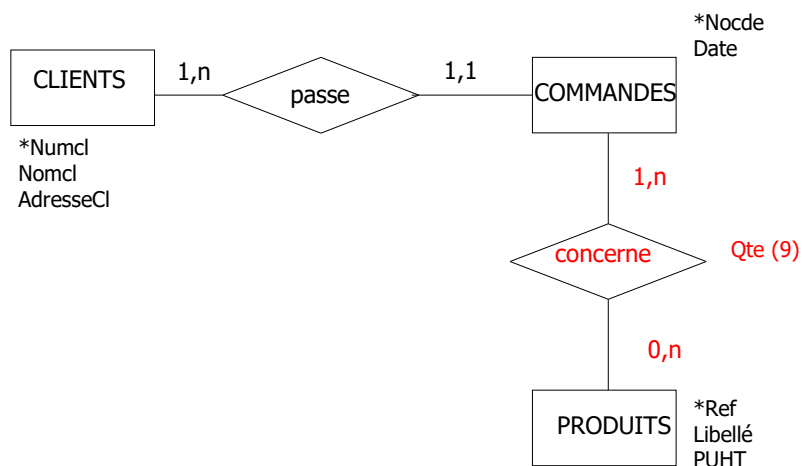 *Nocde
Date
CLIENTS
1,n
passe
1,1
COMMANDES
*Numcl
Nomcl
AdresseCl
1,n
concerne
Qte (9)
0,n
PRODUITS
*Ref
Libellé
PUHT